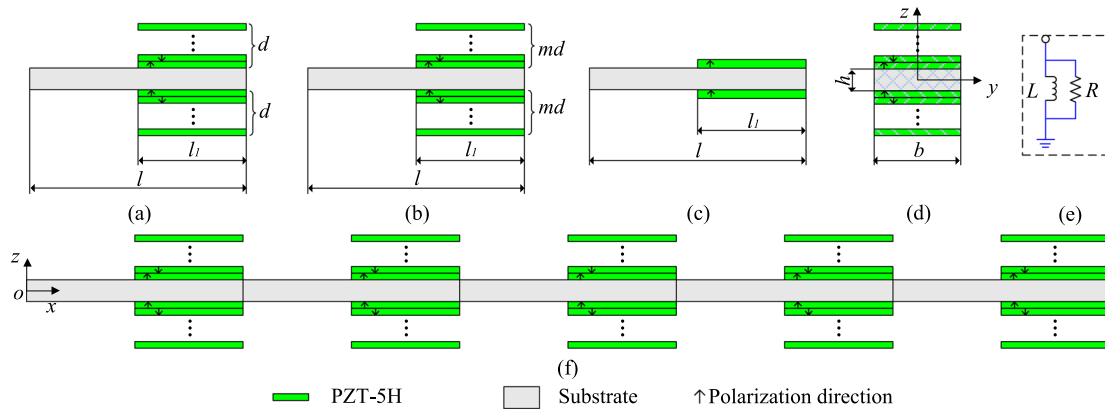 d
d
l1
l
(a)
md
md
l1
l
(b)
l1
l
(c)
z
h
y
b
(d)
L
R
(e)
z
o
x
(f)
PZT-5H
Substrate
↑Polarization direction